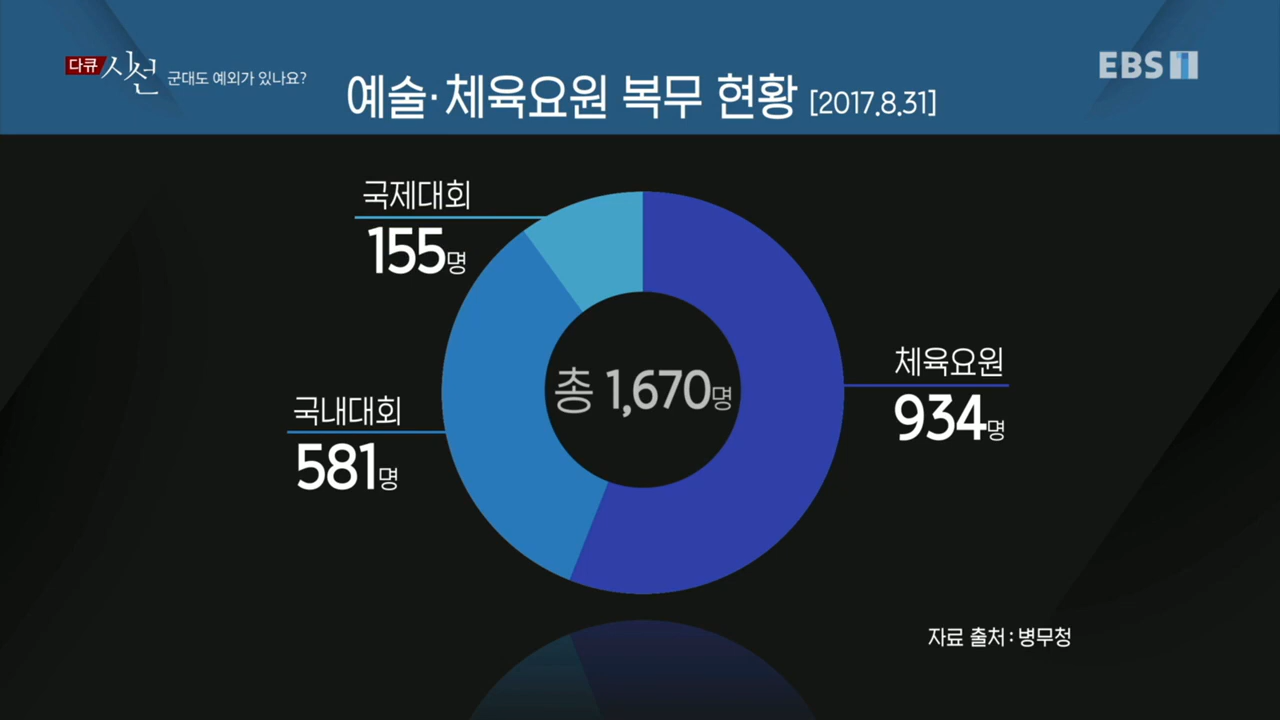 다큐 시선 군대도 예외가 있나요?
EBS 1
예술·체육요원 복무 현황 [2017.8.31]
국제대회
155명
체육요원
934명
국내대회
581명
총 1,670명
자료 출처 : 병무청